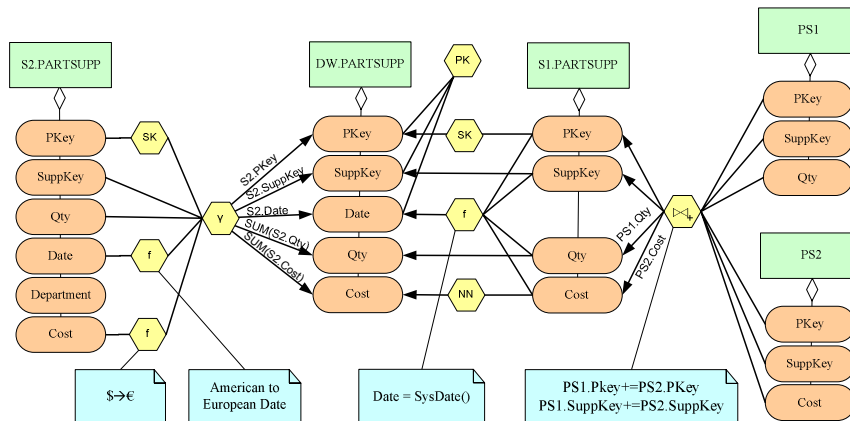 S2.PARTSUPP
PKey
SuppKey
Qty
Date
Department
Cost
SK
f
f
$→€
American to
European Date
γ
S2.PKey
S2.SuppKey
S2.Date
SUM(S2.Qty)
SUM(S2.Cost)
DW.PARTSUPP
PKey
SuppKey
Date
Qty
Cost
PK
SK
f
NN
Date = SysDate()
S1.PARTSUPP
PKey
SuppKey
Qty
Cost
PS1.Qty
PS2.Cost
⋈+
PS1.Pkey+=PS2.PKey
PS1.SuppKey+=PS2.SuppKey
PS1
PKey
SuppKey
Qty
PS2
PKey
SuppKey
Cost